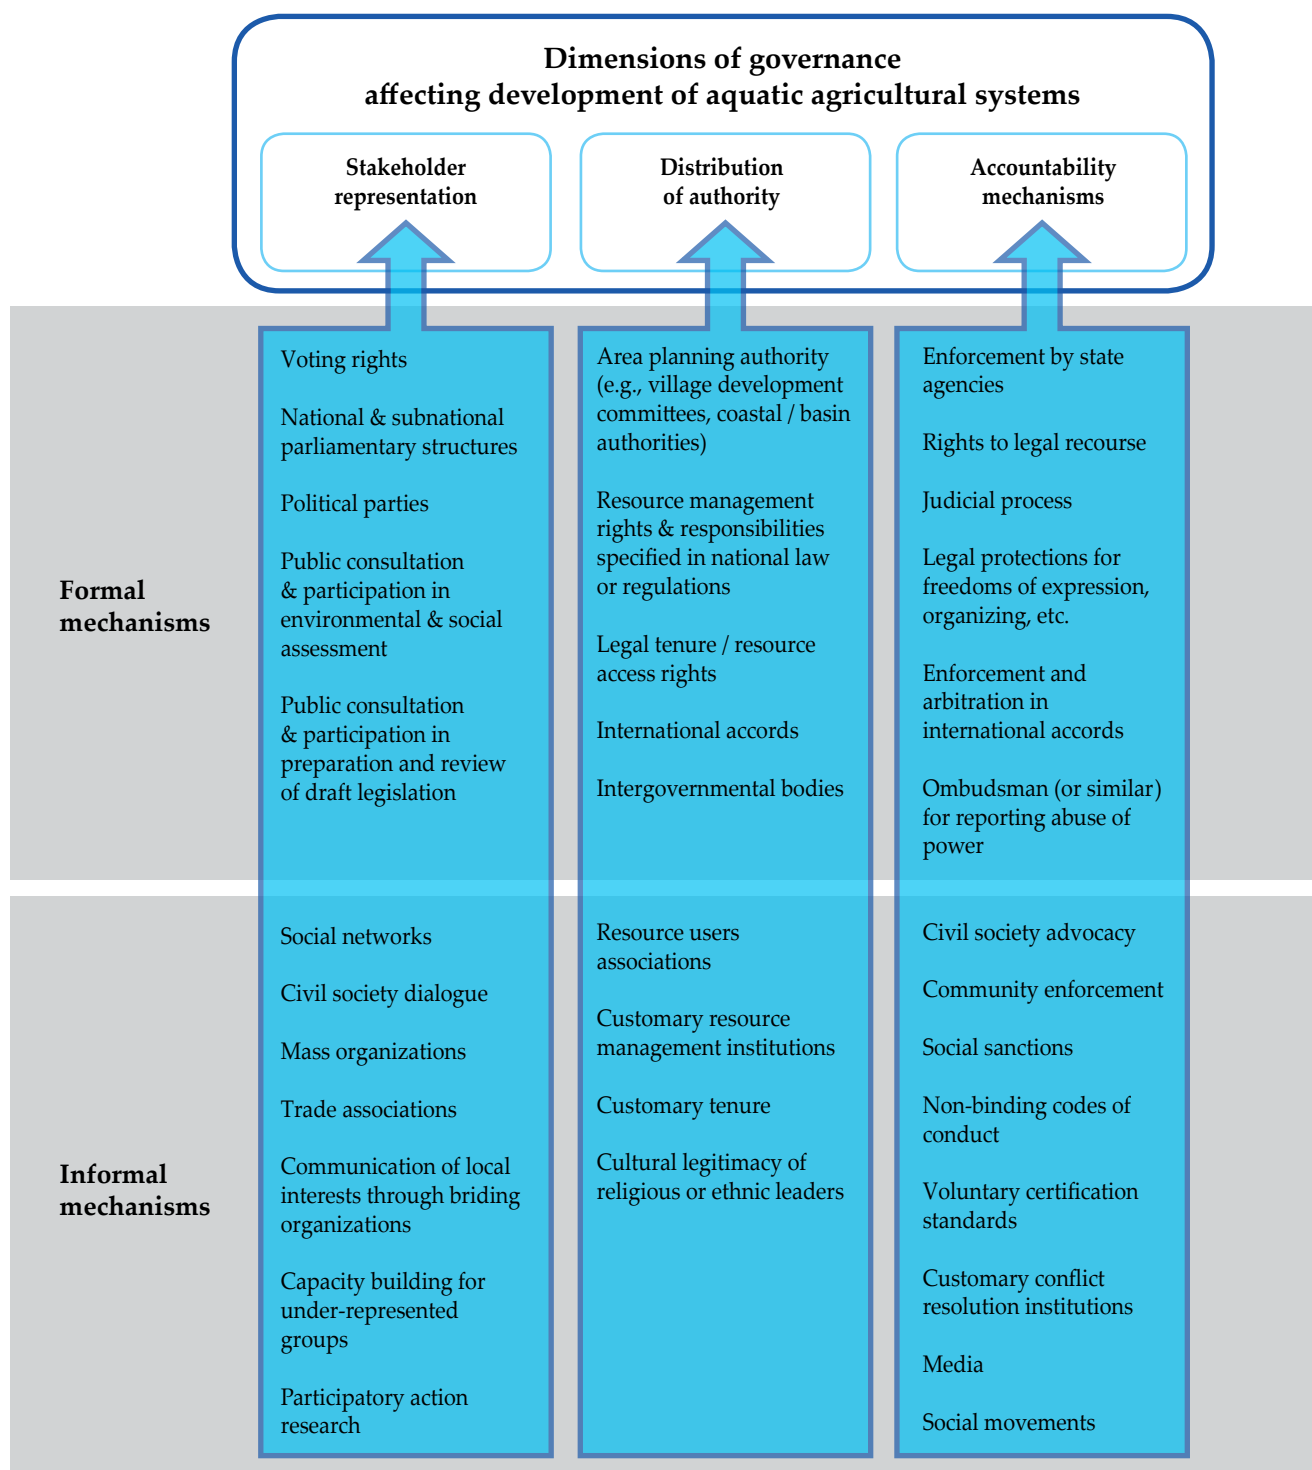 Dimensions of governance
affecting development of aquatic agricultural systems
Stakeholder
representation
Distribution
of authority
Accountability
mechanisms
Formal
mechanisms
Voting rights
National & subnational
parliamentary structures
Political parties
Public consultation
& participation in
environmental & social
assessment
Public consultation
& participation in
preparation and review
of draft legislation
Area planning authority
(e.g., village development
committees, coastal / basin
authorities)
Resource management
rights & responsibilities
specified in national law
or regulations
Legal tenure / resource
access rights
International accords
Intergovernmental bodies
Enforcement by state
agencies
Rights to legal recourse
Judicial process
Legal protections for
freedoms of expression,
organizing, etc.
Enforcement and
arbitration in
international accords
Ombudsman (or similar)
for reporting abuse of
power
Informal
mechanisms
Social networks
Civil society dialogue
Mass organizations
Trade associations
Communication of local
interests through briding
organizations
Capacity building for
under-represented
groups
Participatory action
research
Resource users
associations
Customary resource
management institutions
Customary tenure
Cultural legitimacy of
religious or ethnic leaders
Civil society advocacy
Community enforcement
Social sanctions
Non-binding codes of
conduct
Voluntary certification
standards
Customary conflict
resolution institutions
Media
Social movements